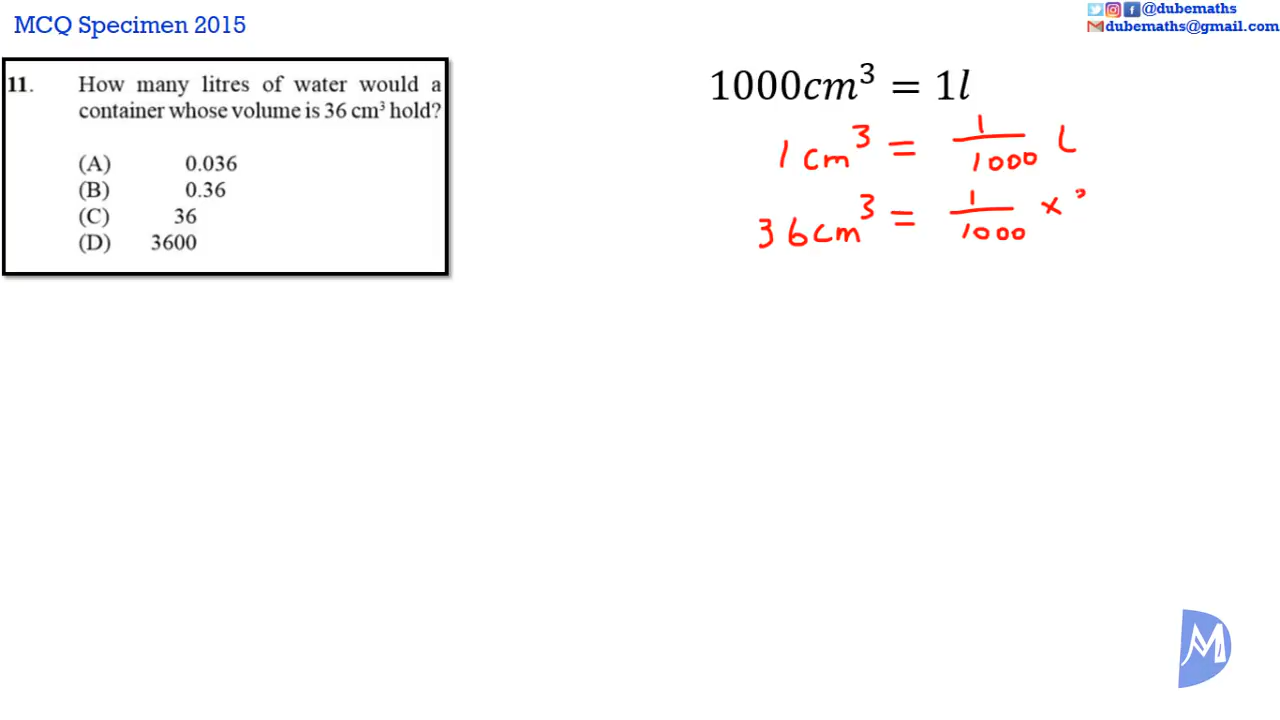 MCQ Specimen 2015
@dubemaths
dubemaths@gmail.com
11. How many litres of water would a
container whose volume is 36 cm³ hold?
(A) 0.036
(B) 0.36
(C) 36
(D) 3600
1000cm³ = 1l
1 cm³ = 1/1000 L
36cm³ = 1/1000 ×
DM